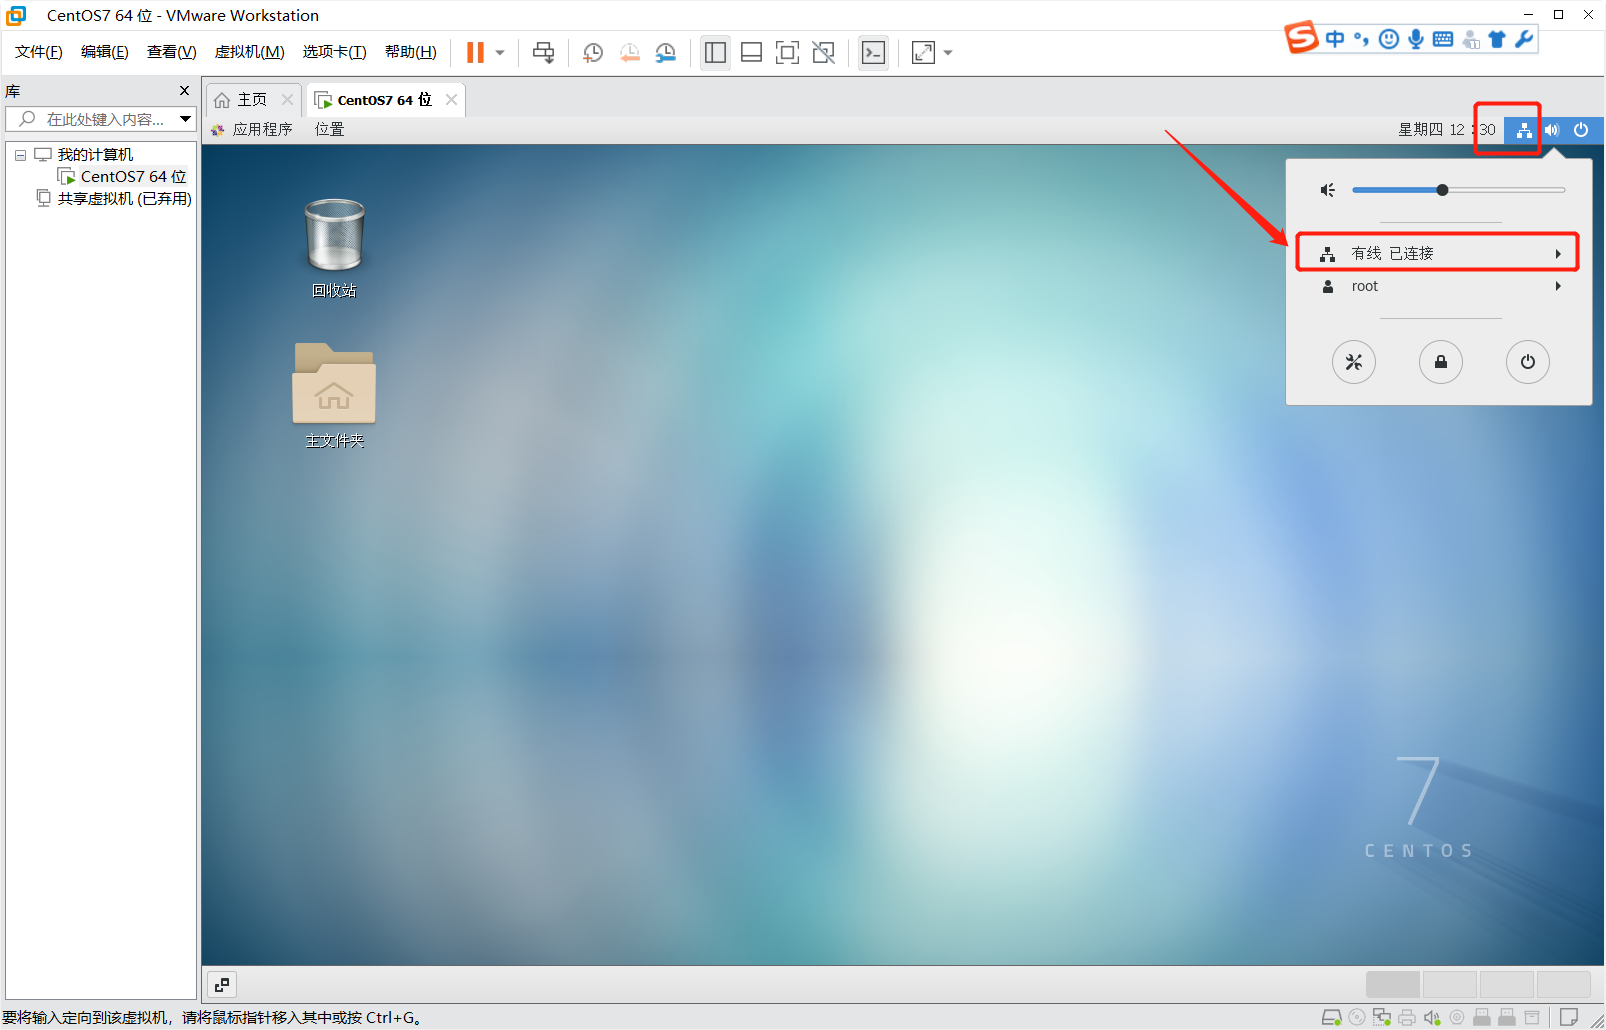 CentOS7 64 位 - VMware Workstation
文件(F) 编辑(E) 查看(V) 虚拟机(M) 选项卡(T) 帮助(H)
中
库
主页
CentOS7 64 位
在此处键入内容...
应用程序 位置
星期四 12 : 30
我的计算机
CentOS7 64 位
共享虚拟机 (已弃用)
有线 已连接
root
回收站
主文件夹
7
CENTOS
要将输入定向到该虚拟机，请将鼠标指针移入其中或按 Ctrl+G。